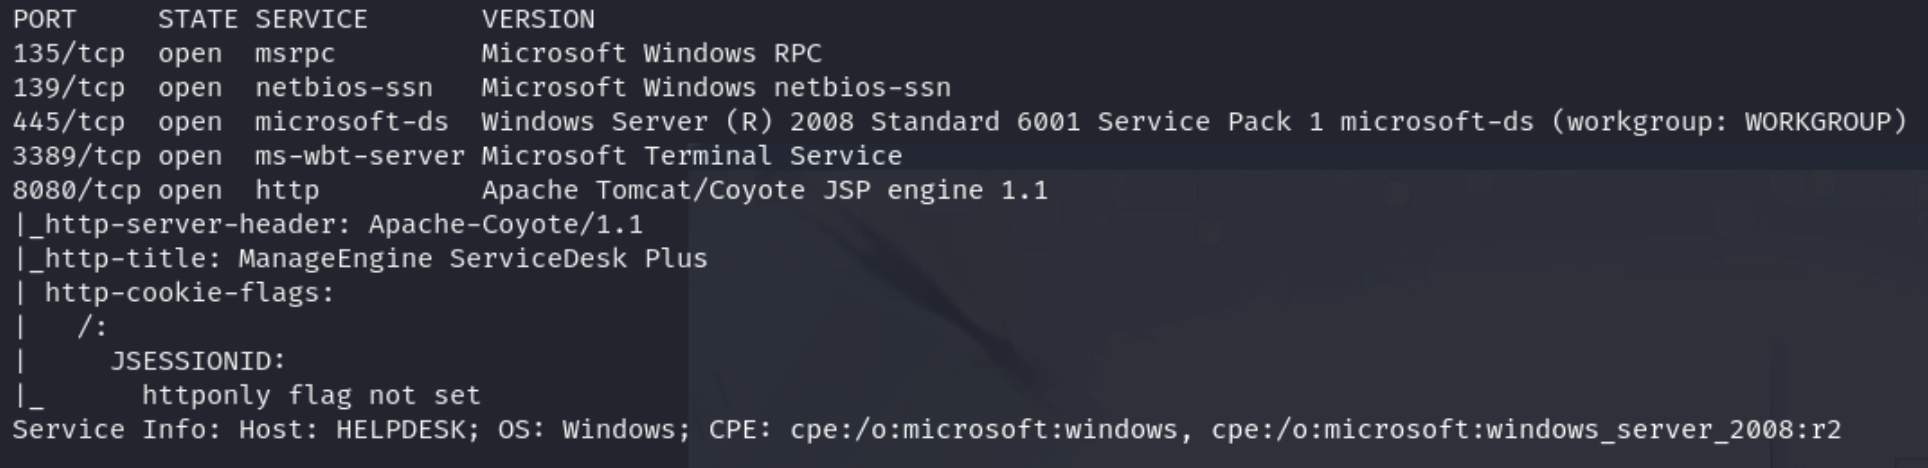 PORT     STATE SERVICE       VERSION
135/tcp  open  msrpc         Microsoft Windows RPC
139/tcp  open  netbios-ssn   Microsoft Windows netbios-ssn
445/tcp  open  microsoft-ds  Windows Server (R) 2008 Standard 6001 Service Pack 1 microsoft-ds (workgroup: WORKGROUP)
3389/tcp open  ms-wbt-server Microsoft Terminal Service
8080/tcp open  http          Apache Tomcat/Coyote JSP engine 1.1
|_http-server-header: Apache-Coyote/1.1
|_http-title: ManageEngine ServiceDesk Plus
| http-cookie-flags:
|   /:
|     JSESSIONID:
|_      httponly flag not set
Service Info: Host: HELPDESK; OS: Windows; CPE: cpe:/o:microsoft:windows, cpe:/o:microsoft:windows_server_2008:r2